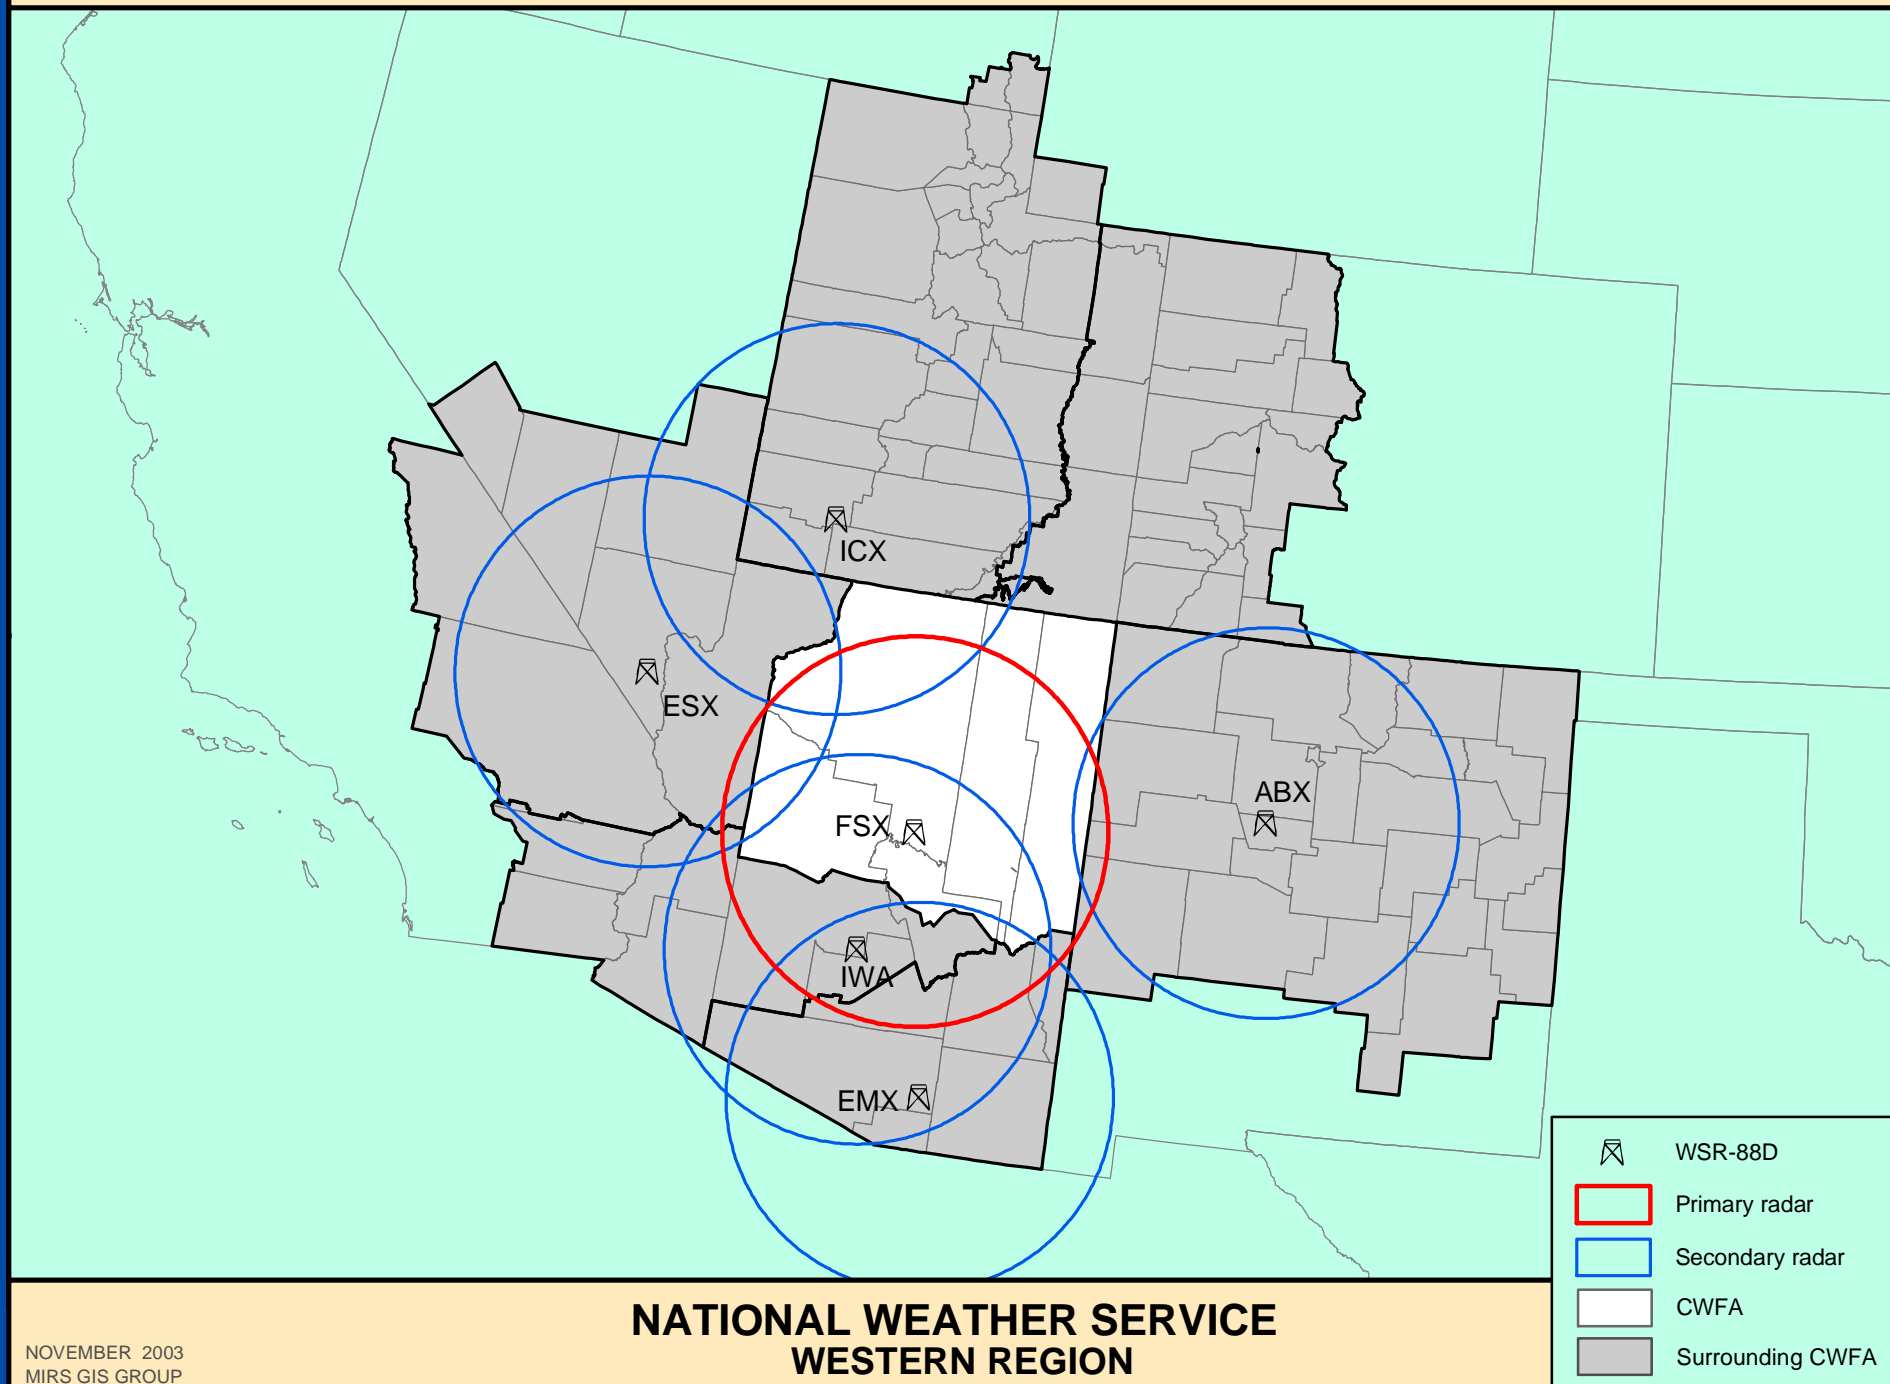 ICX
ESX
ABX
FSX
IWA
EMX
WSR-88D
Primary radar
Secondary radar
CWFA
Surrounding CWFA
NATIONAL WEATHER SERVICE
WESTERN REGION
NOVEMBER 2003
MIRS GIS GROUP